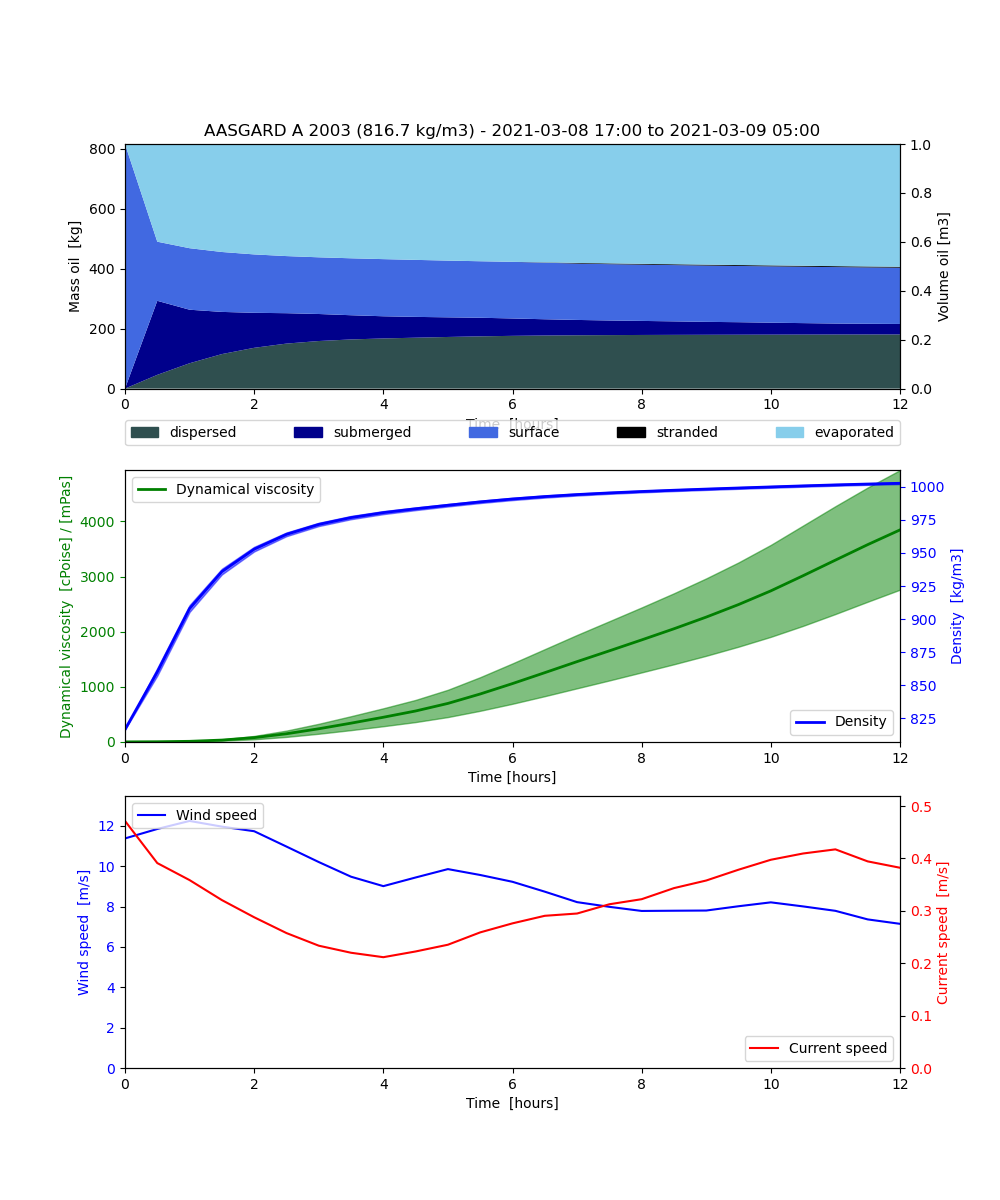 AASGARD A 2003 (816.7 kg/m3) - 2021-03-08 17:00 to 2021-03-09 05:00
Mass oil [kg]
800
600
400
200
0
1.0
0.8
0.6
0.4
0.2
0.0
Volume oil [m3]
0 2 4 6 8 10 12
Time [hours]
dispersed submerged surface stranded evaporated
Dynamical viscosity [cPoise] / [mPas]
4000
3000
2000
1000
0
Dynamical viscosity
1000
975
950
925
900
875
850
825
Density [kg/m3]
Density
0 2 4 6 8 10 12
Time [hours]
Wind speed [m/s]
12
10
8
6
4
2
0
Wind speed
0.5
0.4
0.3
0.2
0.1
0.0
Current speed [m/s]
Current speed
0 2 4 6 8 10 12
Time [hours]